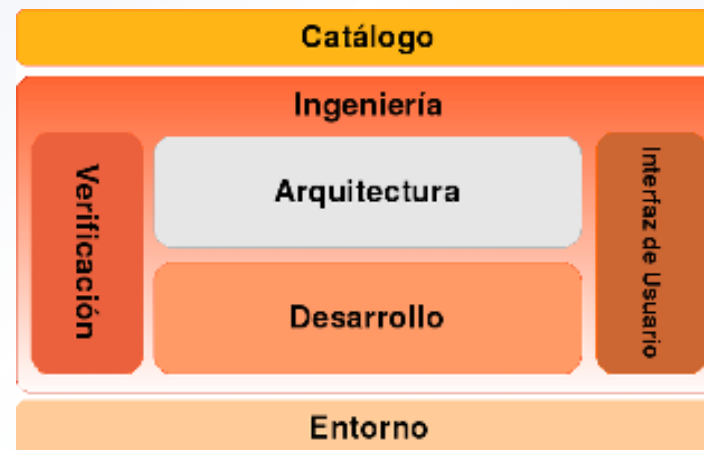 Catálogo
Ingeniería
Verificación
Arquitectura
Interfaz de Usuario
Desarrollo
Entorno